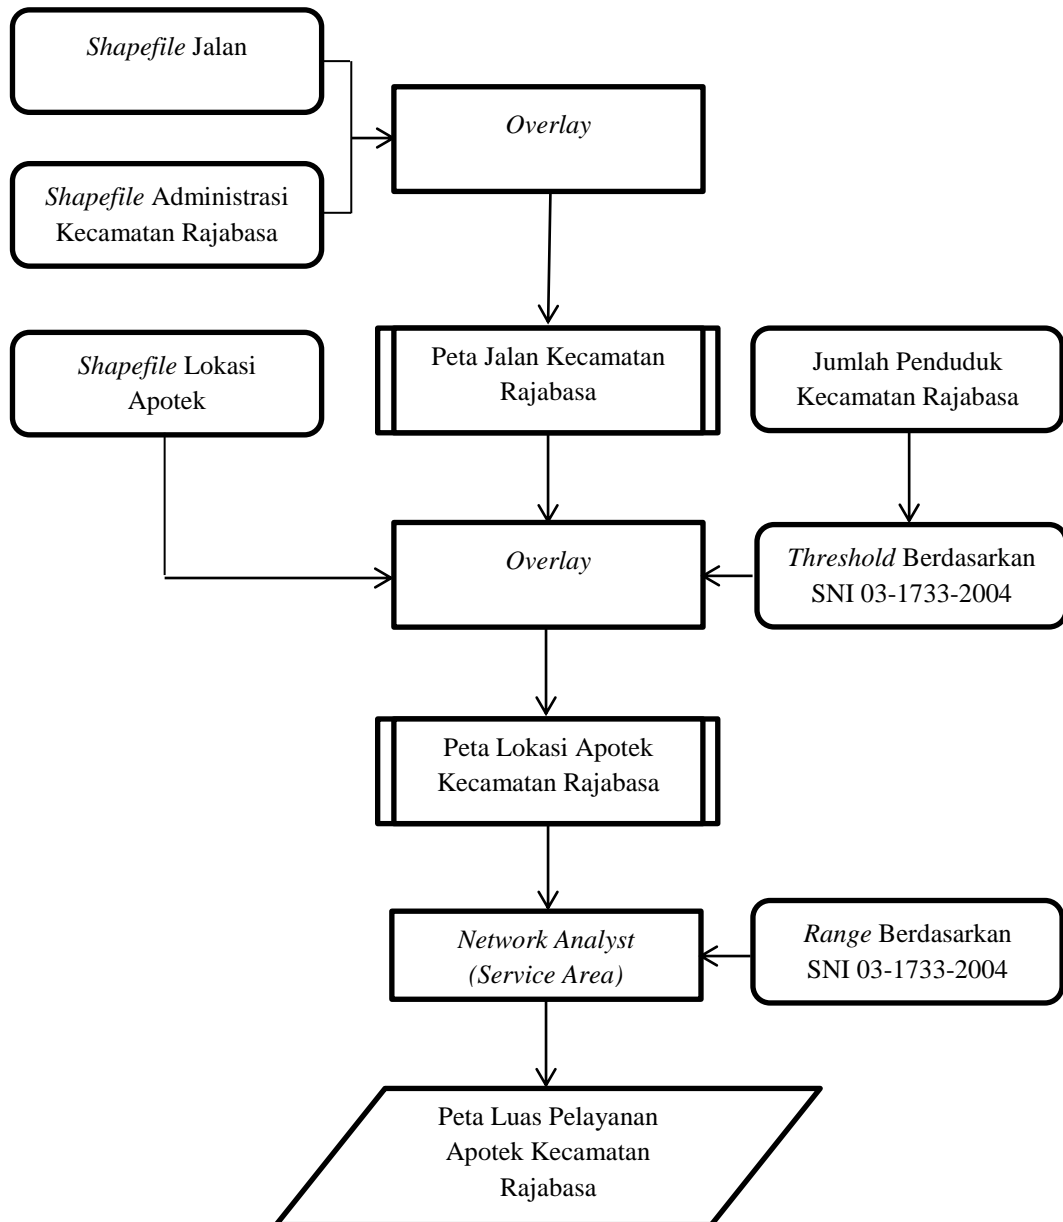 Shapefile Jalan
Overlay
Shapefile Administrasi
Kecamatan Rajabasa
Shapefile Lokasi
Apotek
Peta Jalan Kecamatan
Rajabasa
Jumlah Penduduk
Kecamatan Rajabasa
Overlay
Threshold Berdasarkan
SNI 03-1733-2004
Peta Lokasi Apotek
Kecamatan Rajabasa
Network Analyst
(Service Area)
Range Berdasarkan
SNI 03-1733-2004
Peta Luas Pelayanan
Apotek Kecamatan
Rajabasa